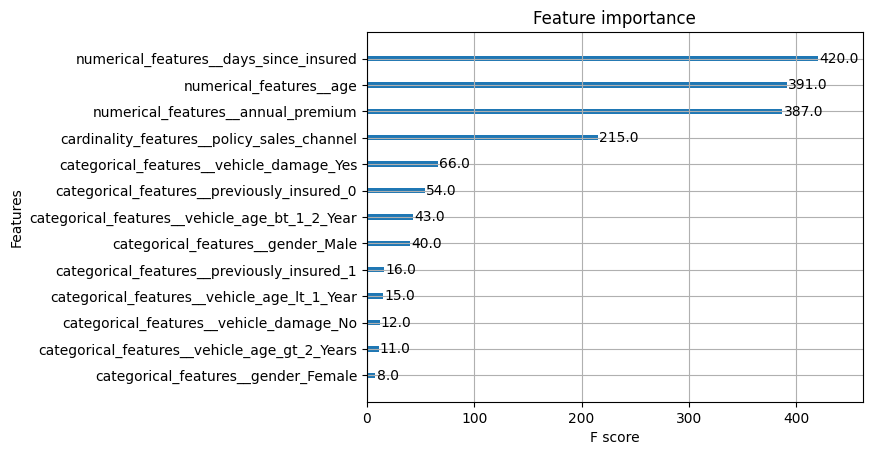 Feature importance
numerical_features__days_since_insured 420.0
numerical_features__age 391.0
numerical_features__annual_premium 387.0
cardinality_features__policy_sales_channel 215.0
categorical_features__vehicle_damage_Yes 66.0
categorical_features__previously_insured_0 54.0
categorical_features__vehicle_age_bt_1_2_Year 43.0
categorical_features__gender_Male 40.0
categorical_features__previously_insured_1 16.0
categorical_features__vehicle_age_lt_1_Year 15.0
categorical_features__vehicle_damage_No 12.0
categorical_features__vehicle_age_gt_2_Years 11.0
categorical_features__gender_Female 8.0
Features
0 100 200 300 400
F score